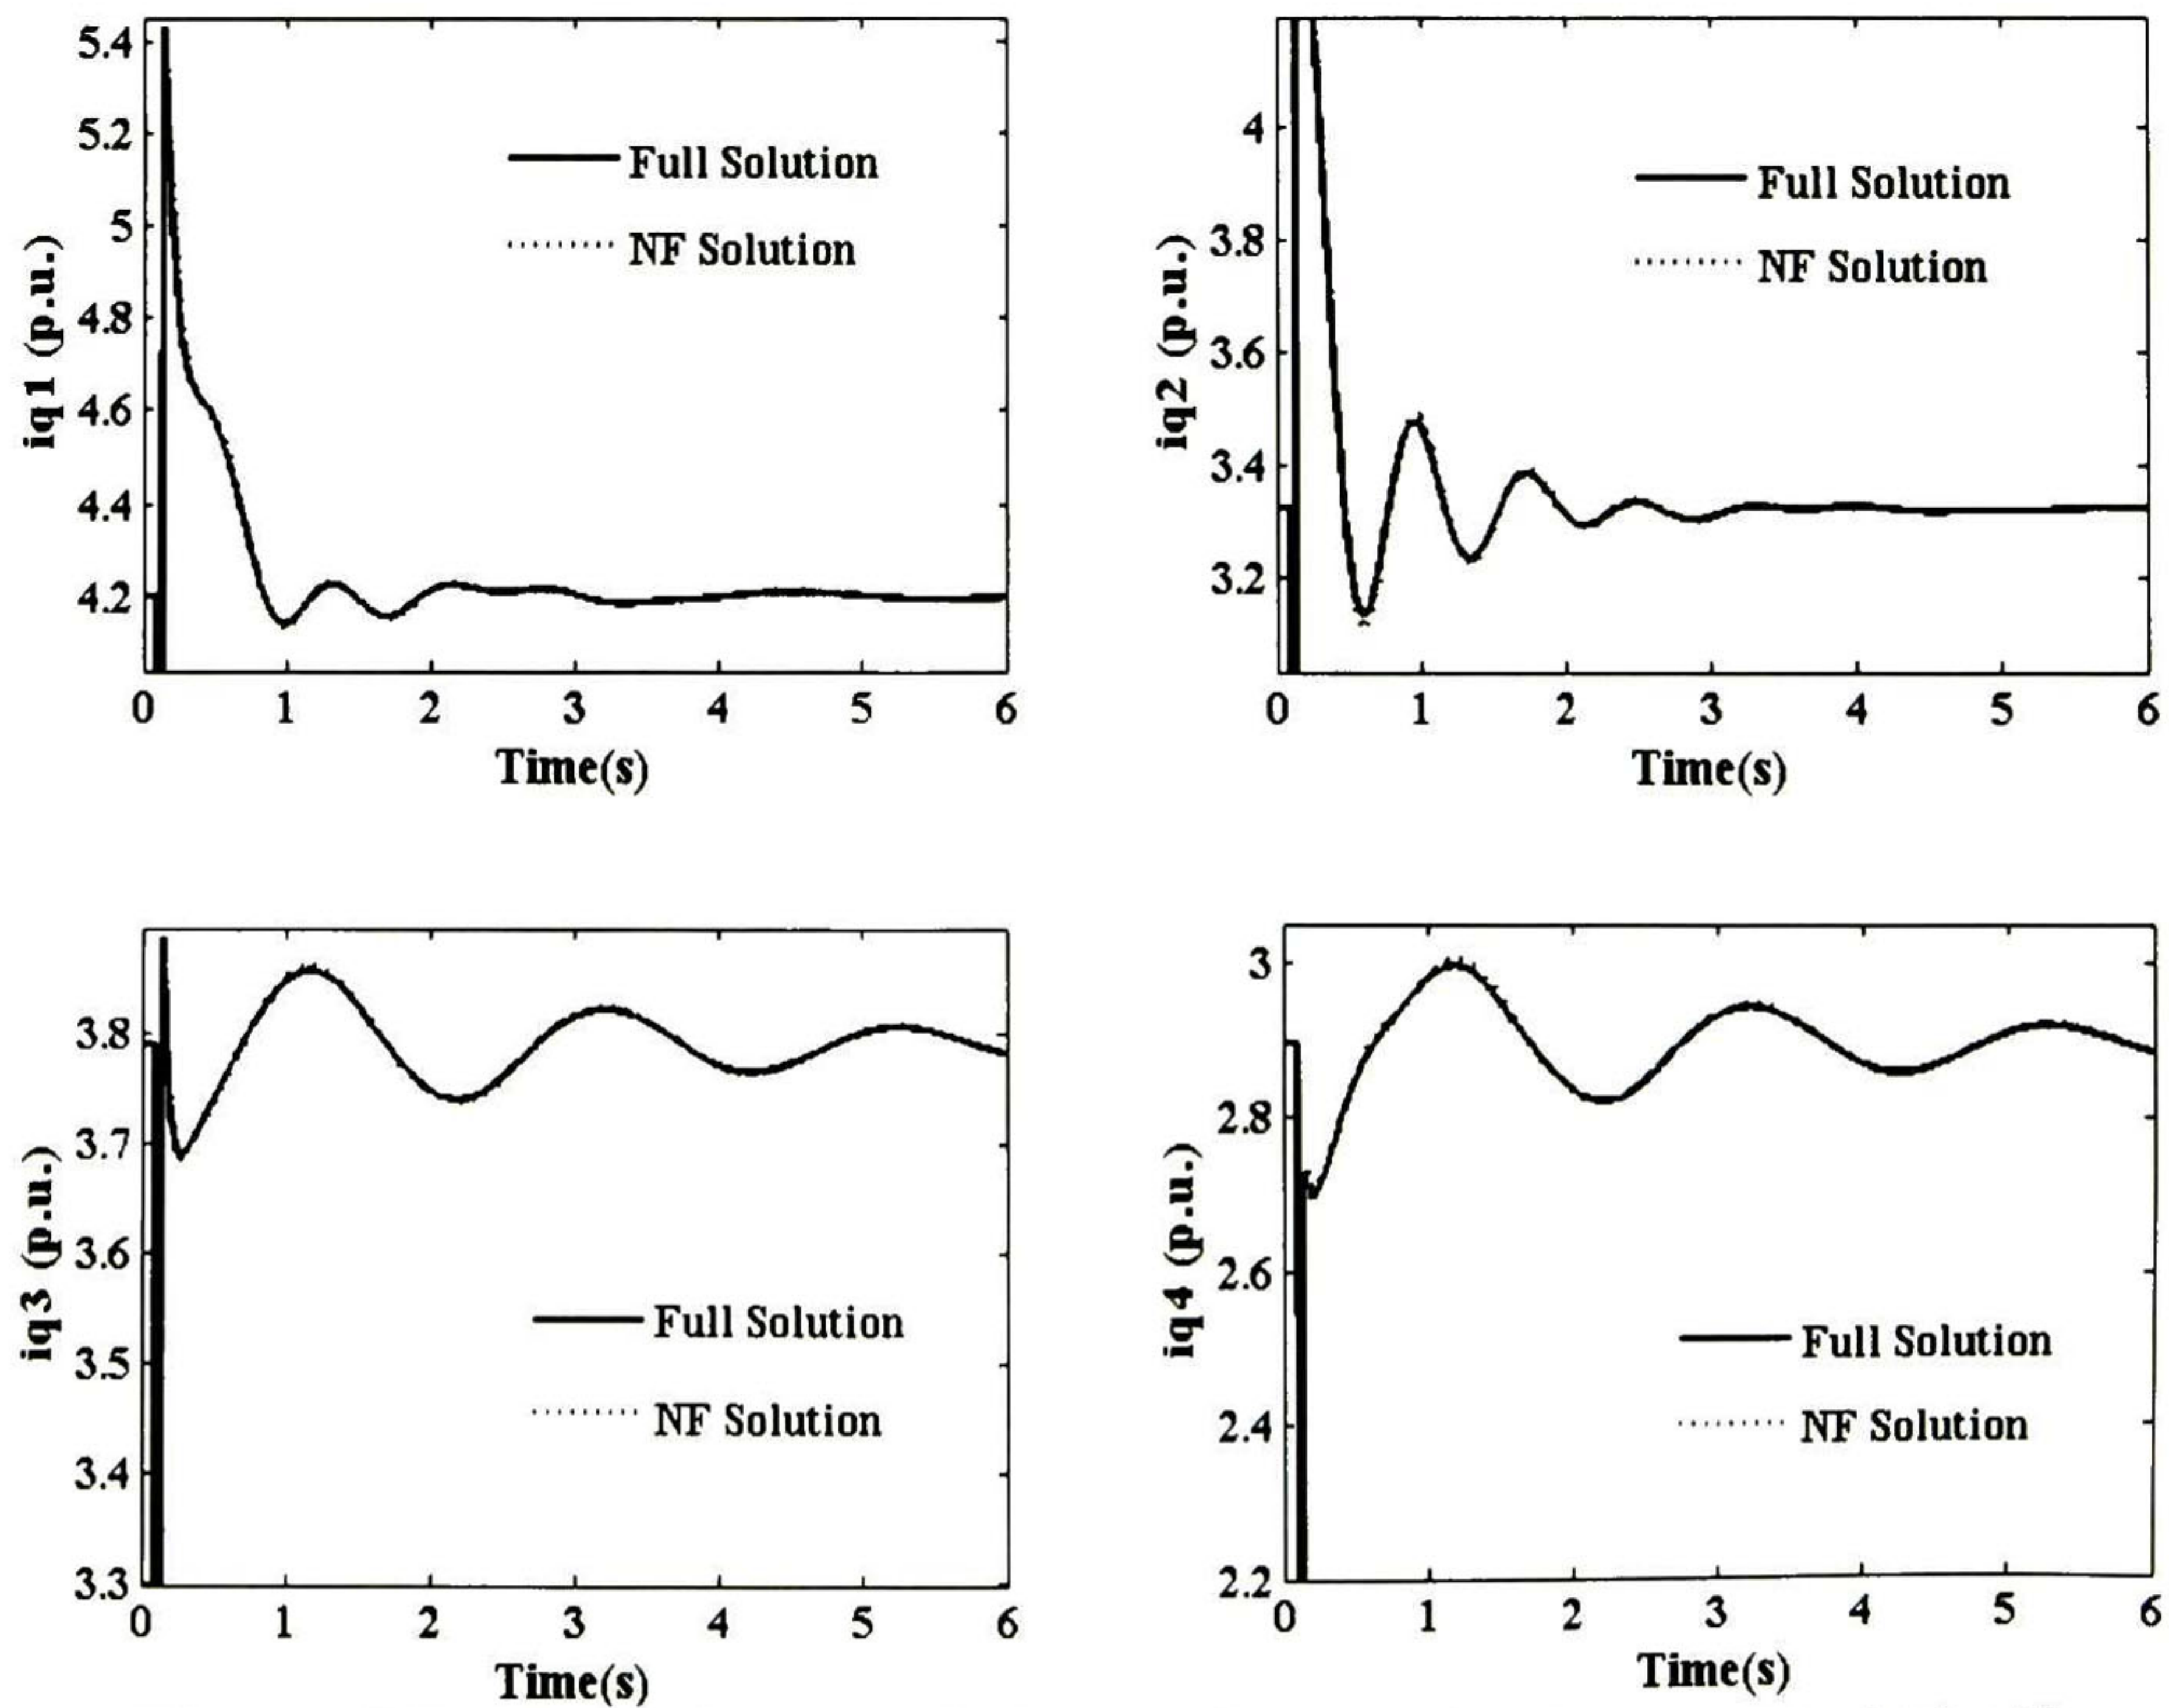 5.4
5.2
5
4.8
4.6
4.4
4.2
iq1 (p.u.)
Full Solution
NF Solution
0 1 2 3 4 5 6
Time(s)
4
3.8
3.6
3.4
3.2
iq2 (p.u.)
Full Solution
NF Solution
0 1 2 3 4 5 6
Time(s)
3.8
3.7
3.6
3.5
3.4
3.3
iq3 (p.u.)
Full Solution
NF Solution
0 1 2 3 4 5 6
Time(s)
3
2.8
2.6
2.4
2.2
iq4 (p.u.)
Full Solution
NF Solution
0 1 2 3 4 5 6
Time(s)